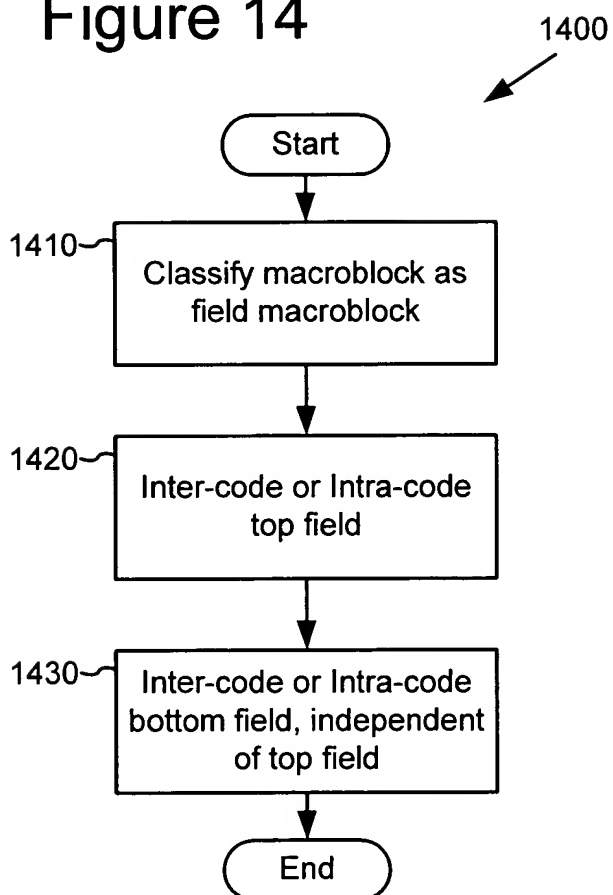 Figure 14
1400
Start
1410
Classify macroblock as
field macroblock
1420
Inter-code or Intra-code
top field
1430
Inter-code or Intra-code
bottom field, independent
of top field
End